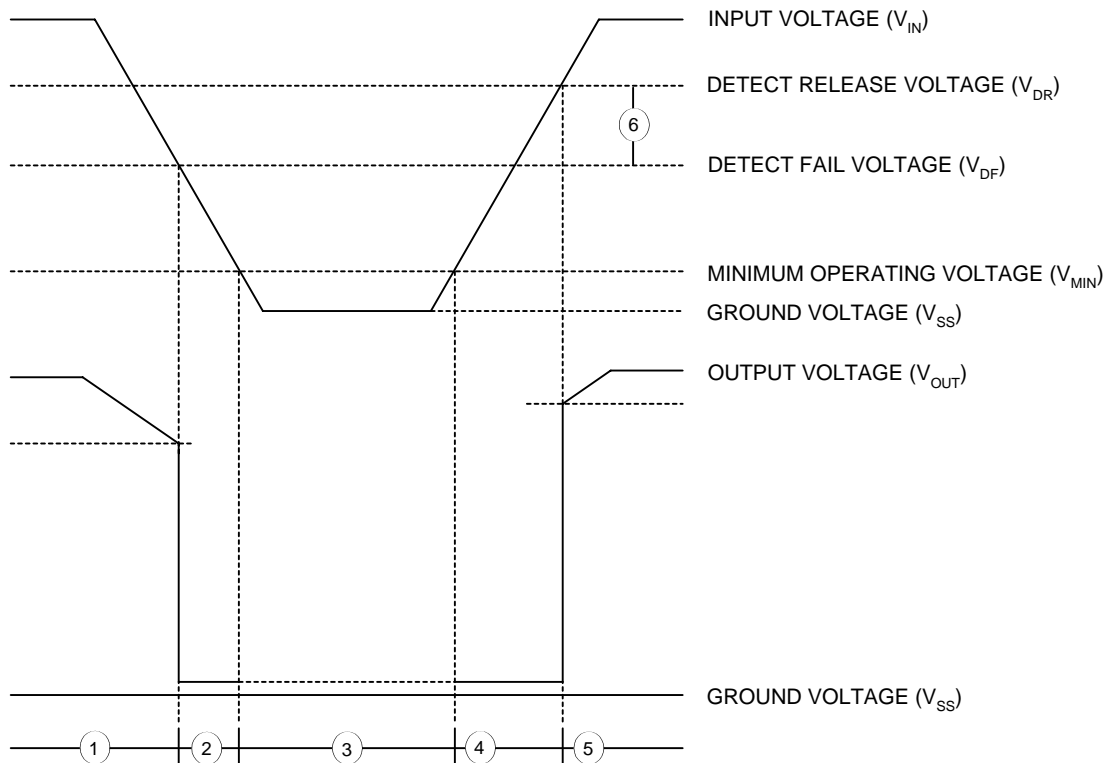 INPUT VOLTAGE (VIN)
DETECT RELEASE VOLTAGE (VDR)
6
DETECT FAIL VOLTAGE (VDF)
MINIMUM OPERATING VOLTAGE (VMIN)
GROUND VOLTAGE (VSS)
OUTPUT VOLTAGE (VOUT)
GROUND VOLTAGE (VSS)
1 2 3 4 5